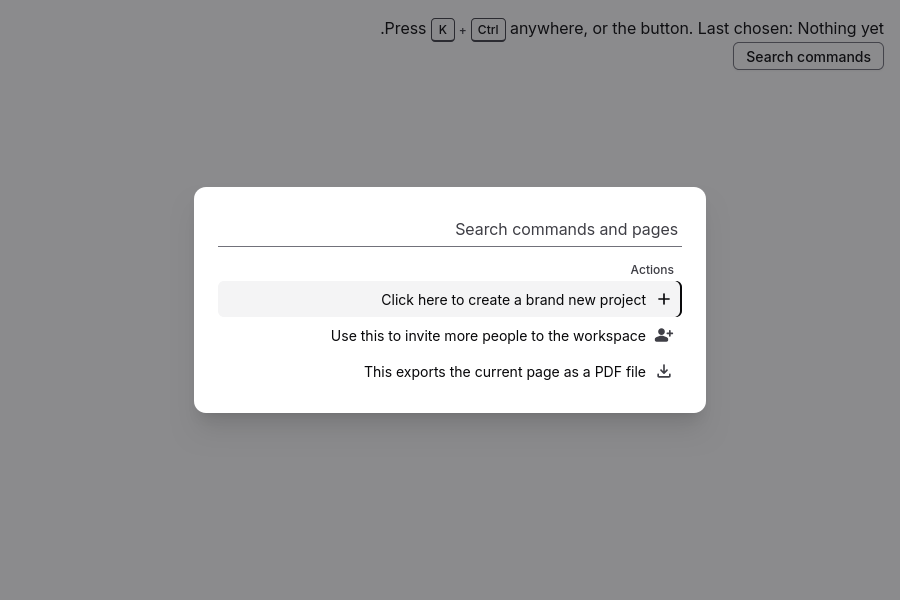 .Press K + Ctrl anywhere, or the button. Last chosen: Nothing yet
Search commands
Search commands and pages
Actions
Click here to create a brand new project
Use this to invite more people to the workspace
This exports the current page as a PDF file